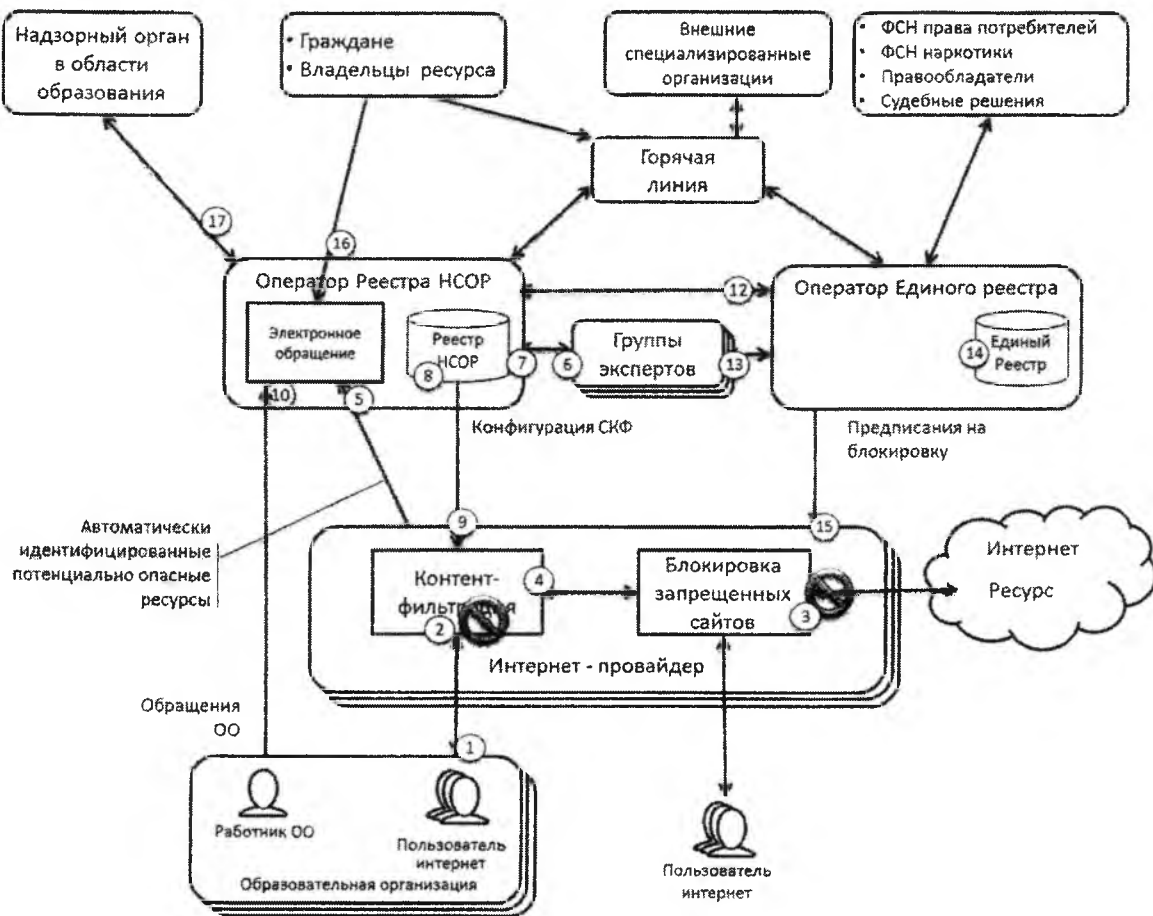 Надзорный орган
в области
образования
• Граждане
• Владельцы ресурса
Внешние
специализированные
организации
• ФСН права потребителей
• ФСН наркотики
• Правообладатели
• Судебные решения
Горячая
линия
17
16
Оператор Реестра НСОР
Электронное
обращение
Реестр
НСОР
8
7
6
Группы
экспертов
13
12
Оператор Единого реестра
14
Единый
Реестр
10
5
Конфигурация СКФ
Предписания на
блокировку
Автоматически
идентифицированные
потенциально опасные
ресурсы
9
15
Контент-
фильтрация
2
4
Блокировка
запрещенных
сайтов
3
Интернет
Ресурс
Интернет - провайдер
Обращения
ОО
1
Работник ОО
Пользователь
интернет
Образовательная организация
Пользователь
интернет